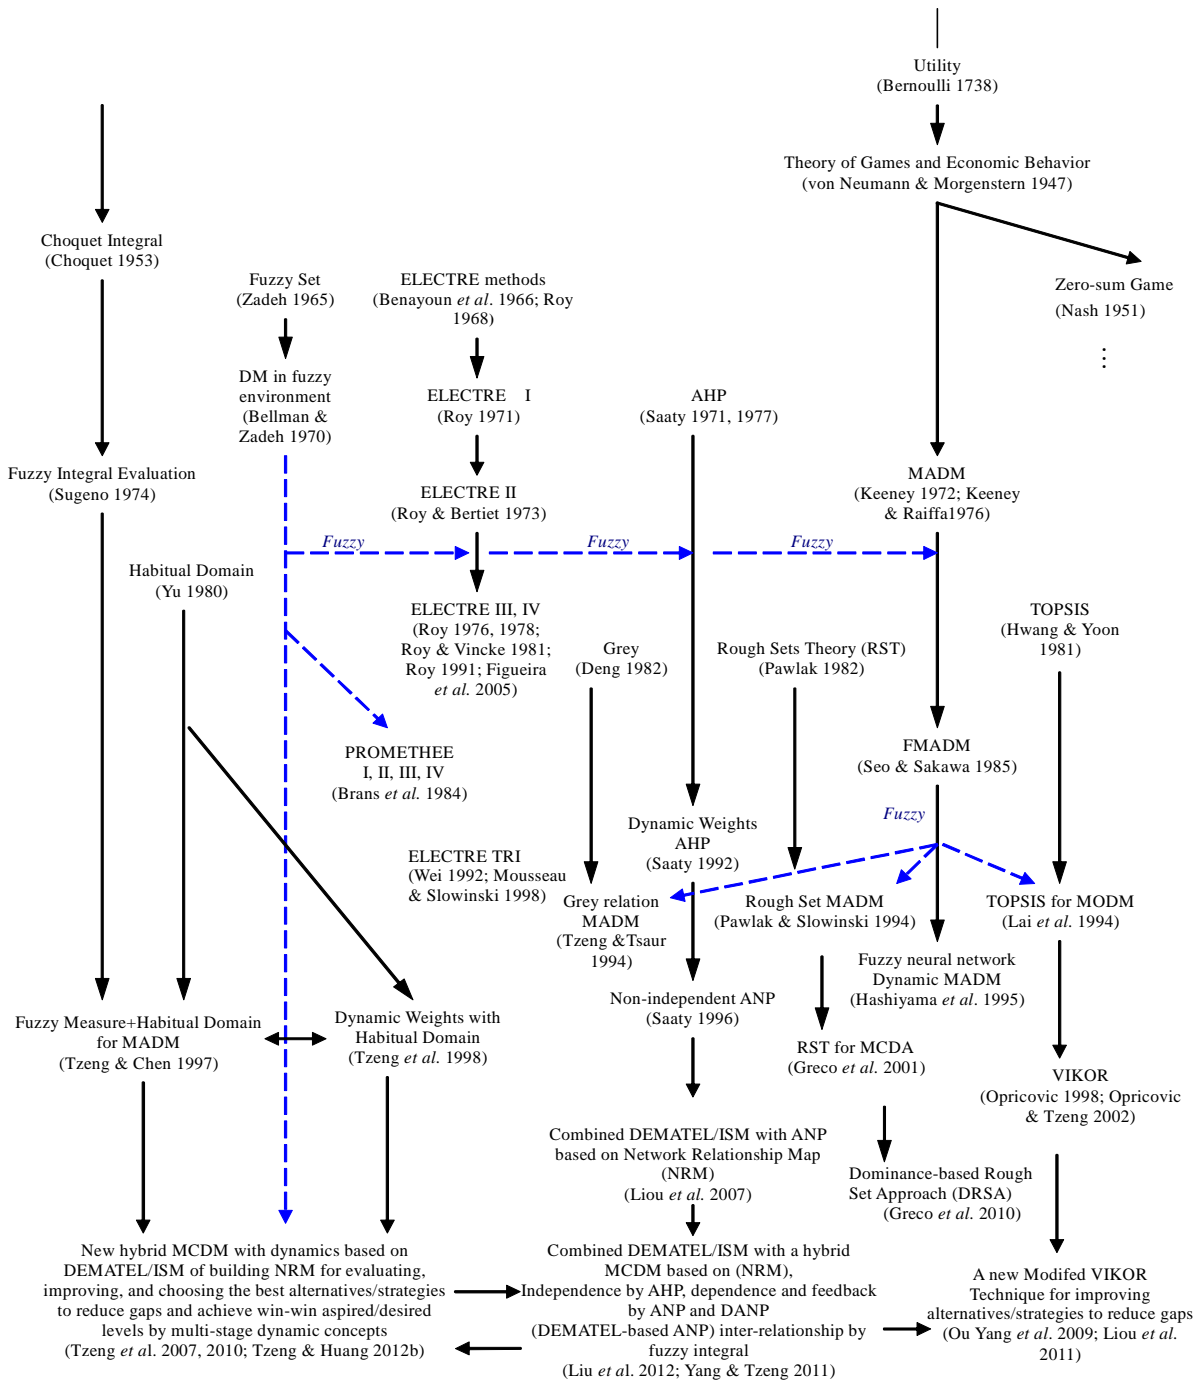 Utility
(Bernoulli 1738)
Theory of Games and Economic Behavior
(von Neumann & Morgenstern 1947)
Choquet Integral
(Choquet 1953)
Fuzzy Set
(Zadeh 1965)
ELECTRE methods
(Benayoun et al. 1966; Roy
1968)
Zero-sum Game
(Nash 1951)
⋮
DM in fuzzy
environment
(Bellman &
Zadeh 1970)
ELECTRE I
(Roy 1971)
AHP
(Saaty 1971, 1977)
Fuzzy Integral Evaluation
(Sugeno 1974)
ELECTRE II
(Roy & Bertiet 1973)
MADM
(Keeney 1972; Keeney
& Raiffa1976)
Fuzzy
Fuzzy
Fuzzy
Habitual Domain
(Yu 1980)
ELECTRE III, IV
(Roy 1976, 1978;
Roy & Vincke 1981;
Roy 1991; Figueira
et al. 2005)
Grey
(Deng 1982)
Rough Sets Theory (RST)
(Pawlak 1982)
TOPSIS
(Hwang & Yoon
1981)
PROMETHEE
I, II, III, IV
(Brans et al. 1984)
FMADM
(Seo & Sakawa 1985)
Fuzzy
Dynamic Weights
AHP
(Saaty 1992)
ELECTRE TRI
(Wei 1992; Mousseau
& Slowinski 1998)
Grey relation
MADM
(Tzeng &Tsaur
1994)
Rough Set MADM
(Pawlak & Slowinski 1994)
TOPSIS for MODM
(Lai et al. 1994)
Fuzzy neural network
Dynamic MADM
(Hashiyama et al. 1995)
Fuzzy Measure+Habitual Domain
for MADM
(Tzeng & Chen 1997)
Dynamic Weights with
Habitual Domain
(Tzeng et al. 1998)
Non-independent ANP
(Saaty 1996)
RST for MCDA
(Greco et al. 2001)
VIKOR
(Opricovic 1998; Opricovic
& Tzeng 2002)
Combined DEMATEL/ISM with ANP
based on Network Relationship Map
(NRM)
(Liou et al. 2007)
Dominance-based Rough
Set Approach (DRSA)
(Greco et al. 2010)
New hybrid MCDM with dynamics based on
DEMATEL/ISM of building NRM for evaluating,
improving, and choosing the best alternatives/strategies
to reduce gaps and achieve win-win aspired/desired
levels by multi-stage dynamic concepts
(Tzeng et al. 2007, 2010; Tzeng & Huang 2012b)
Combined DEMATEL/ISM with a hybrid
MCDM based on (NRM),
Independence by AHP, dependence and feedback
by ANP and DANP
(DEMATEL-based ANP) inter-relationship by
fuzzy integral
(Liu et al. 2012; Yang & Tzeng 2011)
A new Modifed VIKOR
Technique for improving
alternatives/strategies to reduce gaps
(Ou Yang et al. 2009; Liou et al.
2011)